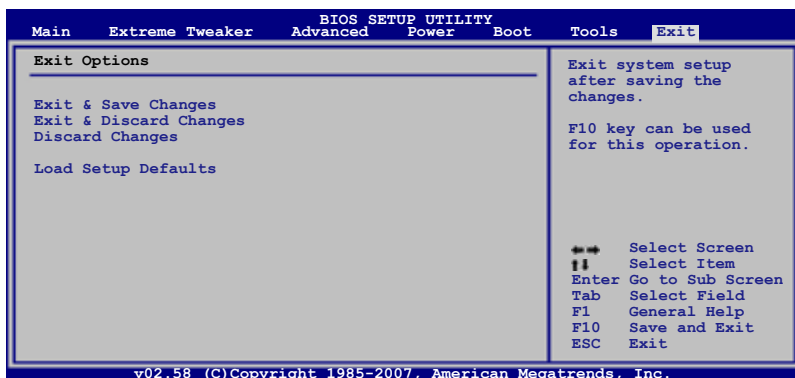 BIOS SETUP UTILITY
Main Extreme Tweaker Advanced Power Boot Tools Exit
Exit Options
Exit & Save Changes
Exit & Discard Changes
Discard Changes
Load Setup Defaults
Exit system setup
after saving the
changes.
F10 key can be used
for this operation.
Select Screen
Select Item
Enter Go to Sub Screen
Tab Select Field
F1 General Help
F10 Save and Exit
ESC Exit
v02.58 (C)Copyright 1985-2007, American Megatrends, Inc.